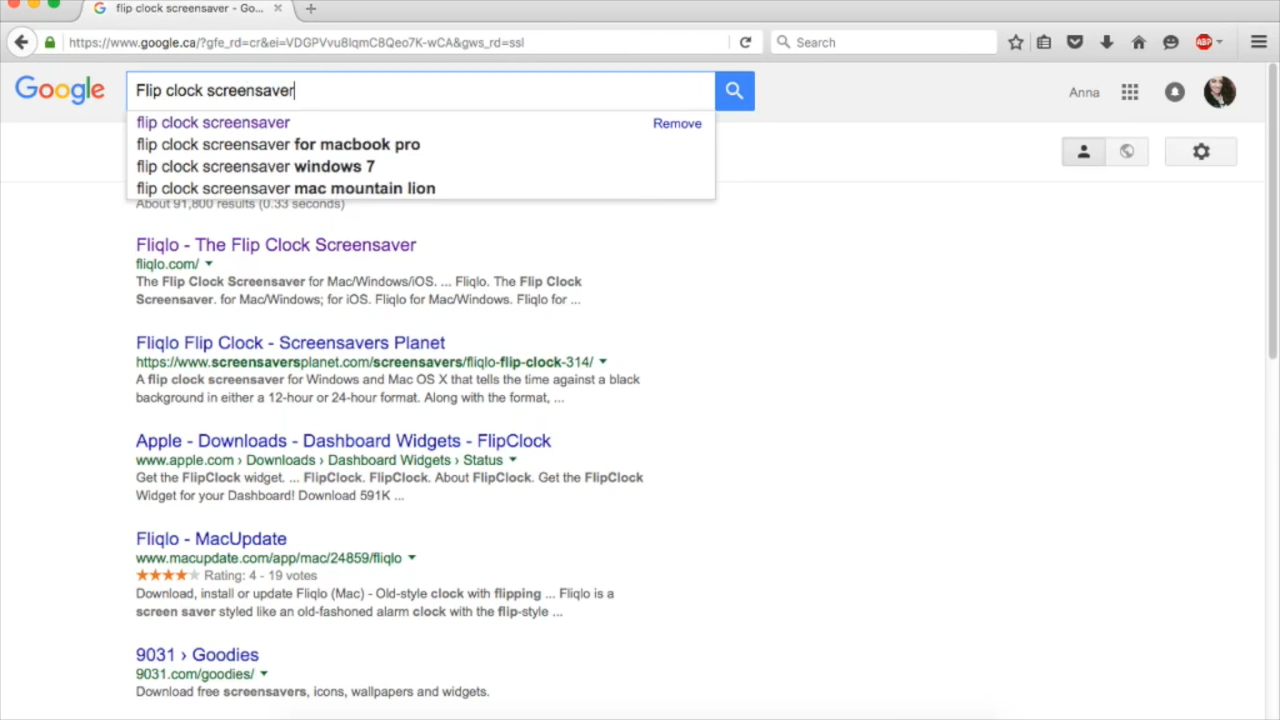 flip clock screensaver - Go...
https://www.google.ca/?gfe_rd=cr&ei=VDGPVvu8IqmC8Qeo7K-wCA&gws_rd=ssl
Search
ABP
Google
Flip clock screensaver
Anna
flip clock screensaver
Remove
flip clock screensaver for macbook pro
flip clock screensaver windows 7
flip clock screensaver mac mountain lion
About 91,800 results (0.33 seconds)
Fliqlo - The Flip Clock Screensaver
fliqlo.com/
The Flip Clock Screensaver for Mac/Windows/iOS. ... Fliqlo. The Flip Clock
Screensaver. for Mac/Windows; for iOS. Fliqlo for Mac/Windows. Fliqlo for ...
Fliqlo Flip Clock - Screensavers Planet
https://www.screensaversplanet.com/screensavers/fliqlo-flip-clock-314/
A flip clock screensaver for Windows and Mac OS X that tells the time against a black
background in either a 12-hour or 24-hour format. Along with the format, ...
Apple - Downloads - Dashboard Widgets - FlipClock
www.apple.com › Downloads › Dashboard Widgets › Status
Get the FlipClock widget. ... FlipClock. FlipClock. About FlipClock. Get the FlipClock
Widget for your Dashboard! Download 591K ...
Fliqlo - MacUpdate
www.macupdate.com/app/mac/24859/fliqlo
Rating: 4 - 19 votes
Download, install or update Fliqlo (Mac) - Old-style clock with flipping ... Fliqlo is a
screen saver styled like an old-fashoned alarm clock with the flip-style ...
9031 › Goodies
9031.com/goodies/
Download free screensavers, icons, wallpapers and widgets.